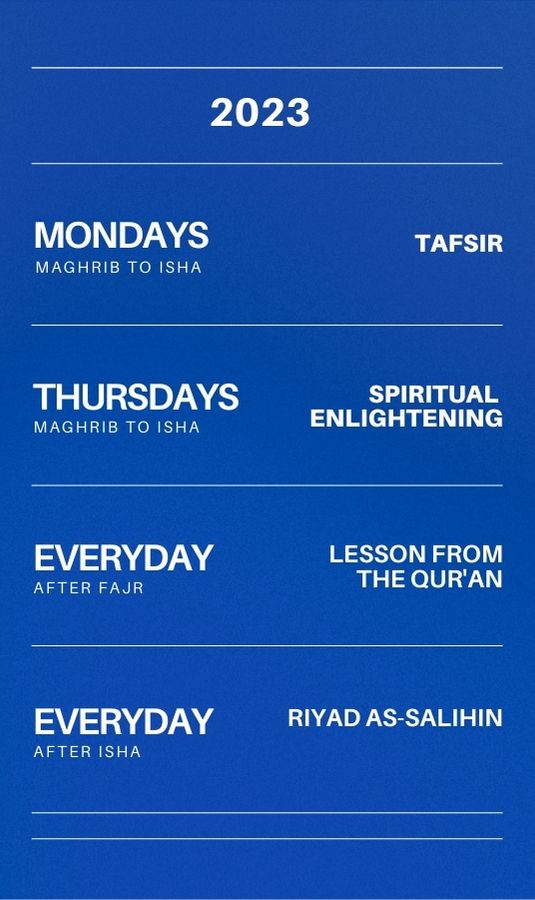 2023
MONDAYS
MAGHRIB TO ISHA
TAFSIR
THURSDAYS
MAGHRIB TO ISHA
SPIRITUAL
ENLIGHTENING
EVERYDAY
AFTER FAJR
LESSON FROM
THE QUR'AN
EVERYDAY
AFTER ISHA
RIYAD AS-SALIHIN